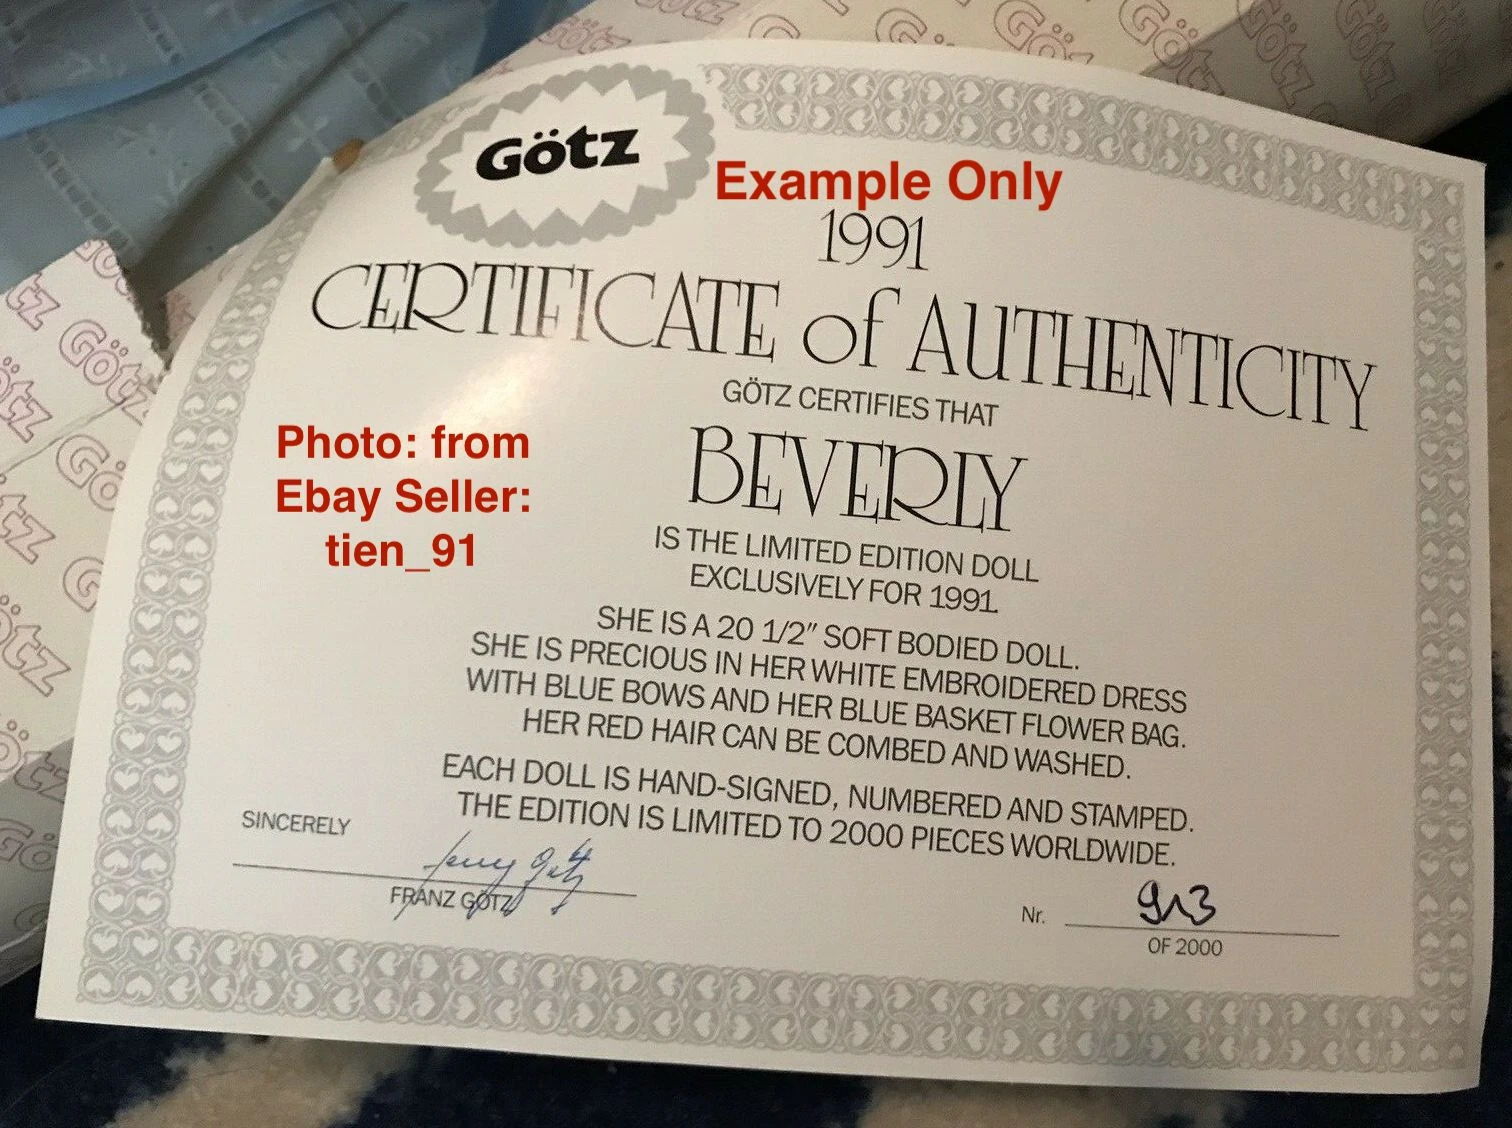 Götz
Example Only
1991
CERTIFICATE of AUTHENTICITY
GÖTZ CERTIFIES THAT
BEVERLY
Photo: from
Ebay Seller:
tien_91
IS THE LIMITED EDITION DOLL
EXCLUSIVELY FOR 1991.
SHE IS A 20 1/2" SOFT BODIED DOLL.
SHE IS PRECIOUS IN HER WHITE EMBROIDERED DRESS
WITH BLUE BOWS AND HER BLUE BASKET FLOWER BAG.
HER RED HAIR CAN BE COMBED AND WASHED.
EACH DOLL IS HAND-SIGNED, NUMBERED AND STAMPED.
THE EDITION IS LIMITED TO 2000 PIECES WORLDWIDE.
SINCERELY
FRANZ GÖTZ
Nr. 913
OF 2000